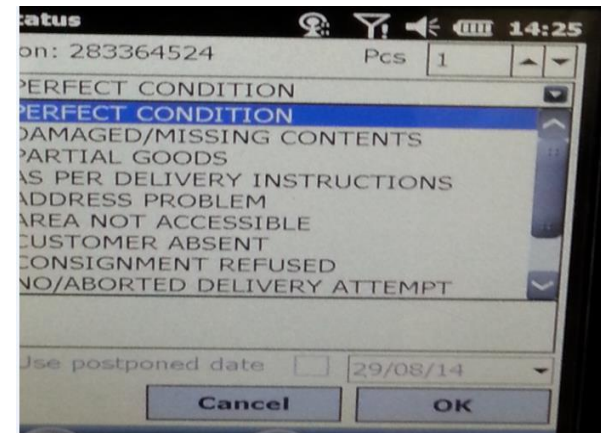 tatus 14:25
on: 283364524 Pcs 1
PERFECT CONDITION
PERFECT CONDITION
DAMAGED/MISSING CONTENTS
PARTIAL GOODS
AS PER DELIVERY INSTRUCTIONS
ADDRESS PROBLEM
AREA NOT ACCESSIBLE
CUSTOMER ABSENT
CONSIGNMENT REFUSED
NO/ABORTED DELIVERY ATTEMPT
Use postponed date 29/08/14
Cancel OK